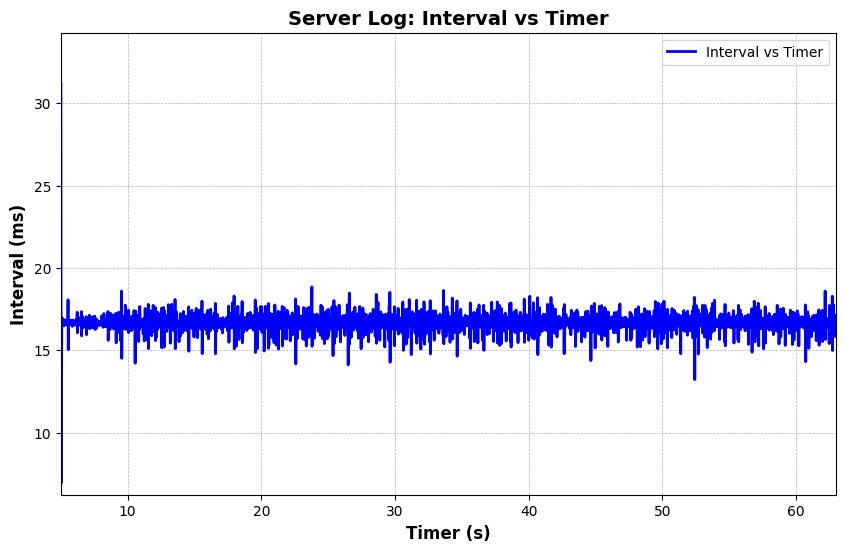 Server Log: Interval vs Timer
Interval vs Timer
Interval (ms)
30
25
20
15
10
10 20 30 40 50 60
Timer (s)